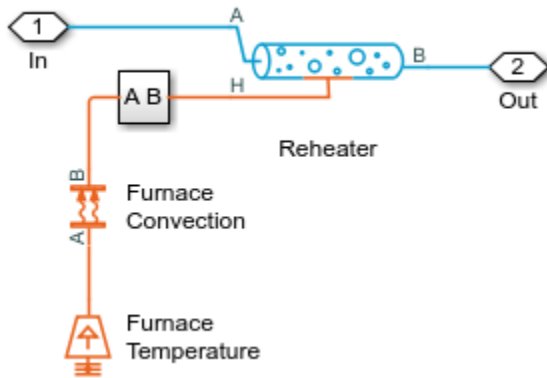 1
In
A
B
2
Out
H
A B
Reheater
B
Furnace
Convection
A
Furnace
Temperature